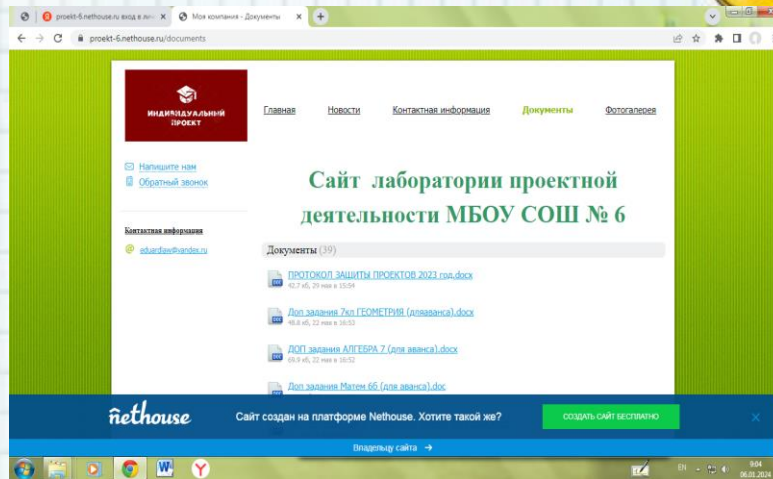 proekt-6.nethouse.ru вход в ли
Моя компания - Документы
proekt-6.nethouse.ru/documents
ИНДИВИДУАЛЬНЫЙ
ПРОЕКТ
Главная
Новости
Контактная информация
Документы
Фотогалерея
Напишите нам
Обратный звонок
Сайт лаборатории проектной
деятельности МБОУ СОШ № 6
Контактная информация
eduardlaw@yandex.ru
Документы (39)
ПРОТОКОЛ ЗАЩИТЫ ПРОЕКТОВ 2023 год.docx
42,7 кб, 29 мая в 15:54
Доп задания 7кл ГЕОМЕТРИЯ (дляаванса).docx
48,8 кб, 22 мая в 16:53
ДОП задания АЛГЕБРА 7 (для аванса).docx
69,9 кб, 22 мая в 16:52
Доп задания Матем 6б (для аванса).doc
nethouse
Сайт создан на платформе Nethouse. Хотите такой же?
СОЗДАТЬ САЙТ БЕСПЛАТНО
Владельцу сайта →
EN
9:04
06.01.2024